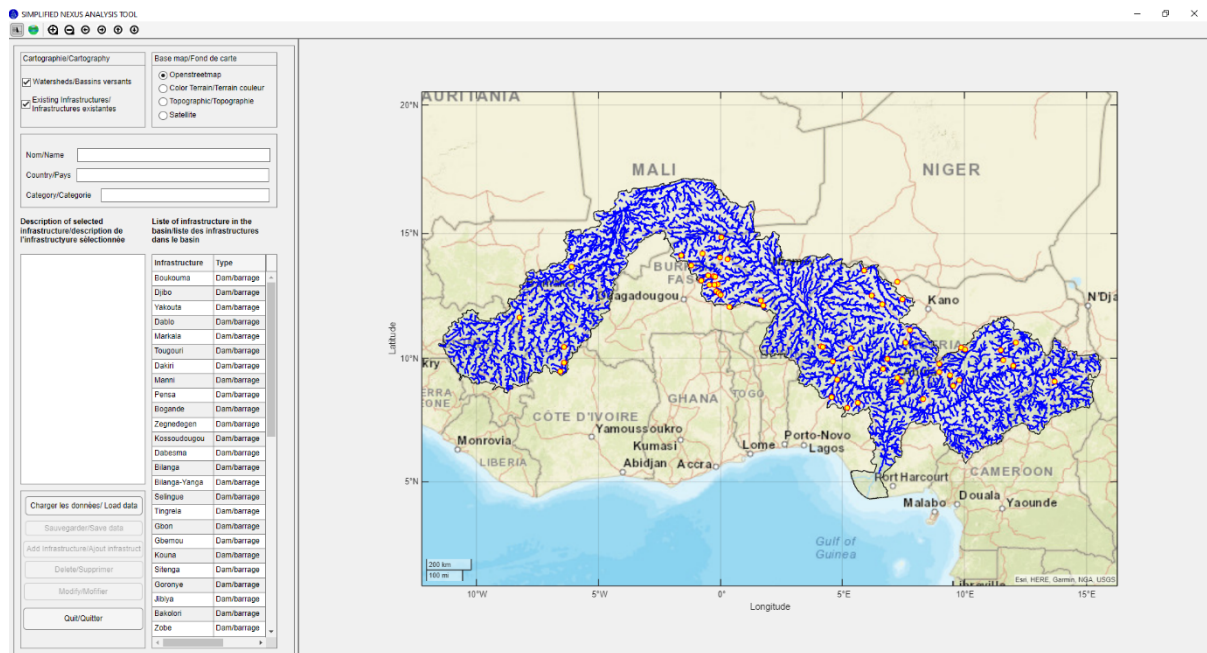 SIMPLIFIED NEXUS ANALYSIS TOOL
Cartographie/Cartography
Watersheds/Bassins versants
Existing Infrastructures/
Infrastructures existantes
Base map/Fond de carte
Openstreetmap
Color Terrain/Terrain couleur
Topographic/Topographie
Satellite
Nom/Name
Country/Pays
Category/Categorie
Description of selected
infrastructure/description de
l'infrastructyure sélectionnée
Liste of infrastructure in the
basin/liste des infrastructures
dans le basin
Infrastructure Type
Boukouma Dam/barrage
Djibo Dam/barrage
Yakouta Dam/barrage
Dablo Dam/barrage
Markala Dam/barrage
Tougouri Dam/barrage
Dakiri Dam/barrage
Manni Dam/barrage
Pensa Dam/barrage
Bogande Dam/barrage
Zegnedegen Dam/barrage
Kossoudougou Dam/barrage
Dabesma Dam/barrage
Bilanga Dam/barrage
Bilanga-Yanga Dam/barrage
Selingue Dam/barrage
Tingrela Dam/barrage
Gbon Dam/barrage
Gbemou Dam/barrage
Kouna Dam/barrage
Sitenga Dam/barrage
Goronye Dam/barrage
Jibiya Dam/barrage
Bakolori Dam/barrage
Zobe Dam/barrage
Charger les données/ Load data
Sauvegarder/Save data
Add Infrastructure/Ajout infrastruct
Delete/Supprimer
Modify/Mofifier
Quit/Quitter
Latitude
20°N
15°N
10°N
5°N
AURITANIA
MALI
NIGER
BURK
FAS
agadougou
Kano
N'Dja
kry
ERRA
EONE
CÔTE D'IVOIRE
GHANA
TOGO
ERIA
Monrovia
LIBERIA
Yamoussoukro
Kumasi
Abidjan
Accra
Lome
Porto-Novo
Lagos
Port Harcourt
CAMEROON
Malabo
Douala
Yaounde
Gulf of
Guinea
Libreville
200 km
100 mi
Esri, HERE, Garmin, NGA, USGS
10°W
5°W
0°
5°E
10°E
15°E
Longitude